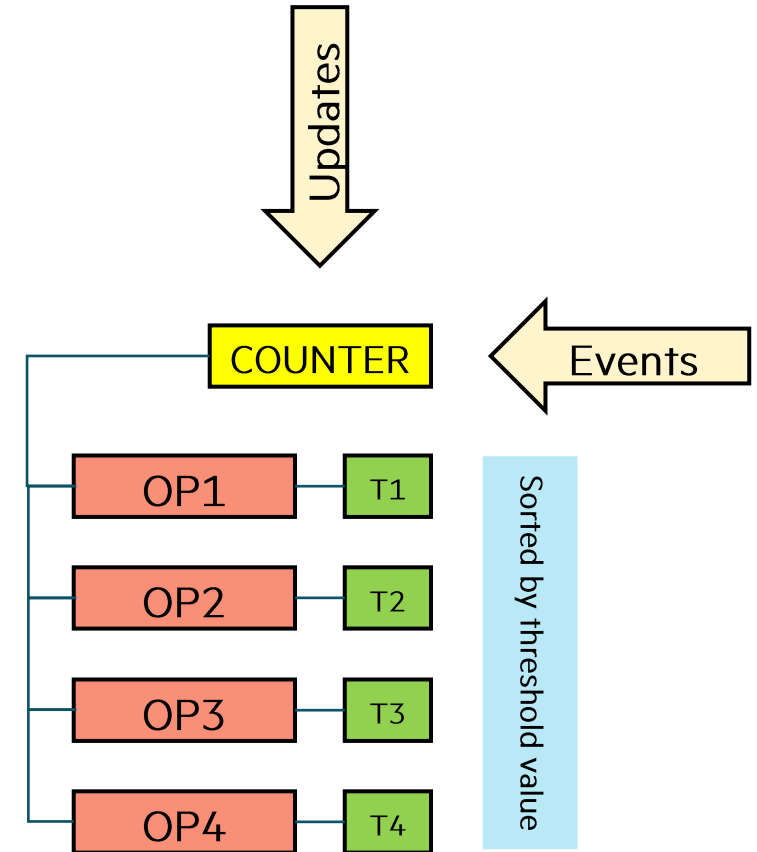 Updates
COUNTER
Events
OP1
T1
OP2
T2
OP3
T3
OP4
T4
Sorted by threshold value